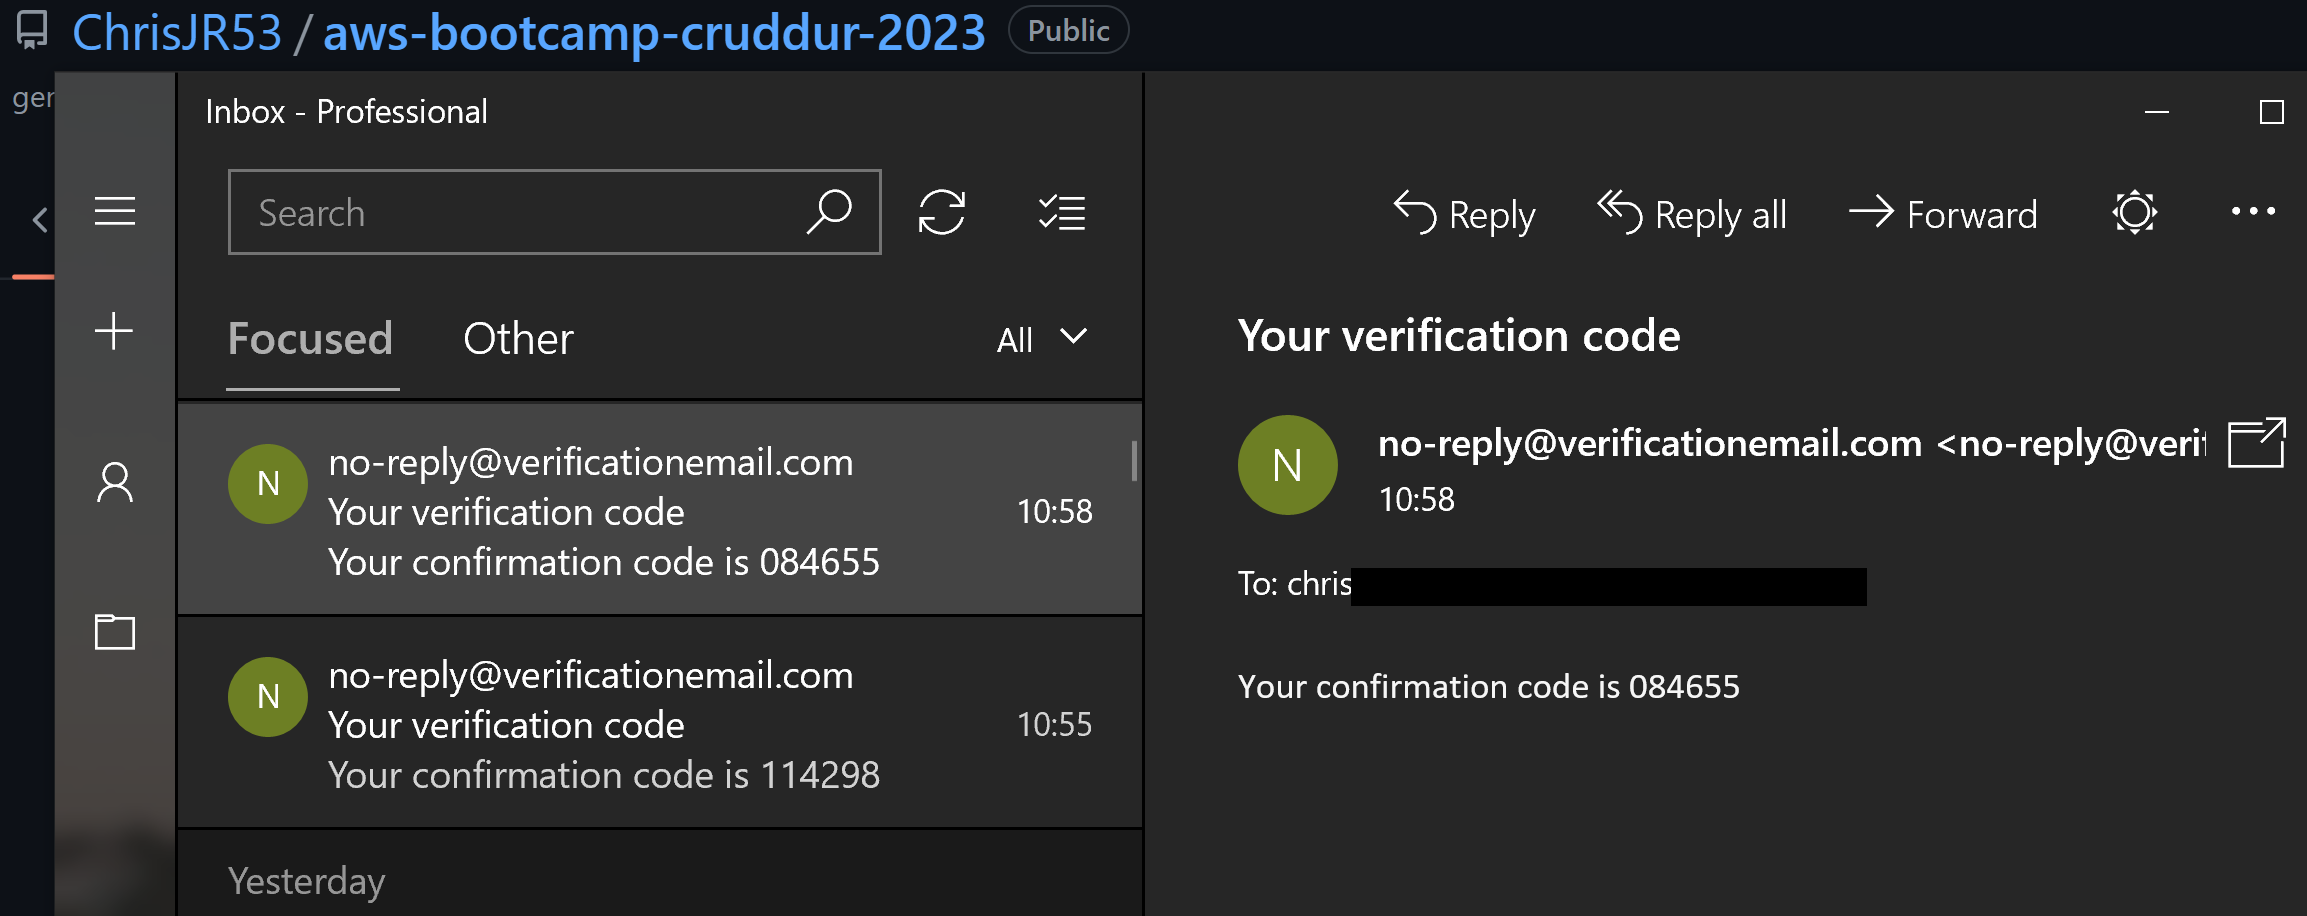 ChrisJR53 / aws-bootcamp-cruddur-2023 Public
ger
Inbox - Professional
Search
Reply Reply all Forward
Focused Other All
N
no-reply@verificationemail.com
Your verification code 10:58
Your confirmation code is 084655
N
no-reply@verificationemail.com
Your verification code 10:55
Your confirmation code is 114298
Yesterday
Your verification code
N
no-reply@verificationemail.com <no-reply@veri
10:58
To: chris
Your confirmation code is 084655